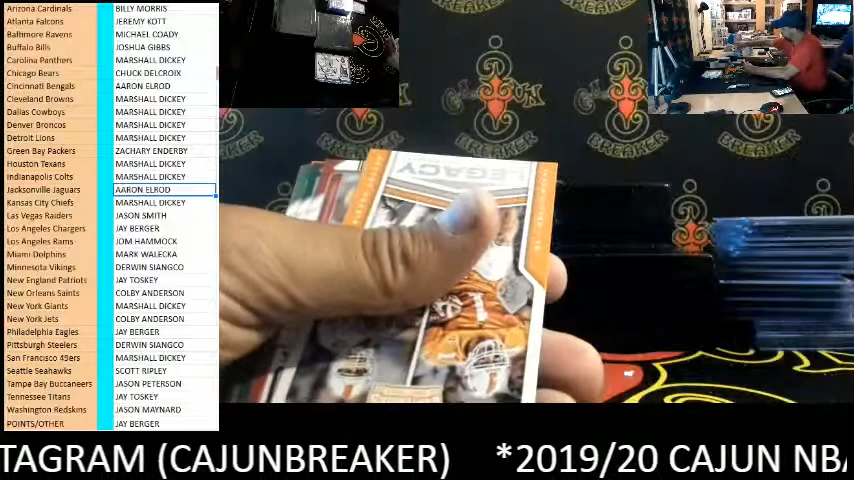 Arizona Cardinals BILLY MORRIS
Atlanta Falcons JEREMY KOTT
Baltimore Ravens MICHAEL COADY
Buffalo Bills JOSHUA GIBBS
Carolina Panthers MARSHALL DICKEY
Chicago Bears CHUCK DELCROIX
Cincinnati Bengals AARON ELROD
Cleveland Browns MARSHALL DICKEY
Dallas Cowboys MARSHALL DICKEY
Denver Broncos MARSHALL DICKEY
Detroit Lions MARSHALL DICKEY
Green Bay Packers ZACHARY ENDERBY
Houston Texans MARSHALL DICKEY
Indianapolis Colts MARSHALL DICKEY
Jacksonville Jaguars AARON ELROD
Kansas City Chiefs MARSHALL DICKEY
Las Vegas Raiders JASON SMITH
Los Angeles Chargers JAY BERGER
Los Angeles Rams JOM HAMMOCK
Miami Dolphins MARK WALECKA
Minnesota Vikings DERWIN SIANGCO
New England Patriots JAY TOSKEY
New Orleans Saints COLBY ANDERSON
New York Giants MARSHALL DICKEY
New York Jets COLBY ANDERSON
Philadelphia Eagles JAY BERGER
Pittsburgh Steelers DERWIN SIANGCO
San Francisco 49ers MARSHALL DICKEY
Seattle Seahawks SCOTT RIPLEY
Tampa Bay Buccaneers JASON PETERSON
Tennessee Titans JAY TOSKEY
Washington Redskins JASON MAYNARD
POINTS/OTHER JAY BERGER
LEGACY
CAJUN BREAKER
BREAKER
BREAKER
TAGRAM (CAJUNBREAKER) *2019/20 CAJUN NBA